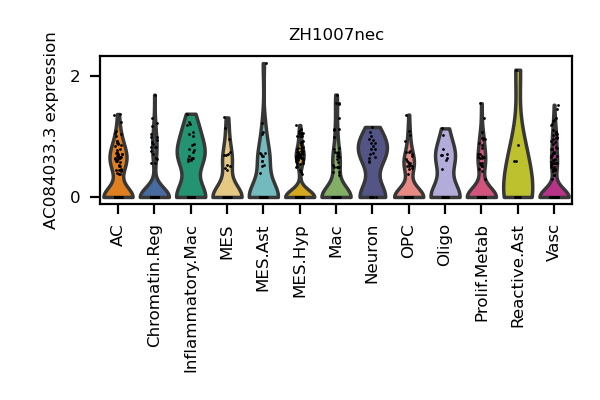 ZH1007nec
AC084033.3 expression
2
0
AC
Chromatin.Reg
Inflammatory.Mac
MES
MES.Ast
MES.Hyp
Mac
Neuron
OPC
Oligo
Prolif.Metab
Reactive.Ast
Vasc